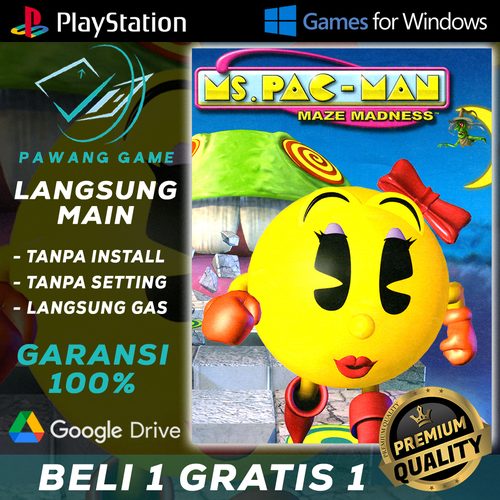 PlayStation
Games for Windows
PAWANG GAME
LANGSUNG
MAIN
- TANPA INSTALL
- TANPA SETTING
- LANGSUNG GAS
GARANSI
100%
Google Drive
MS. PAC-MAN
MAZE MADNESS™
PREMIUM
QUALITY
BELI 1 GRATIS 1